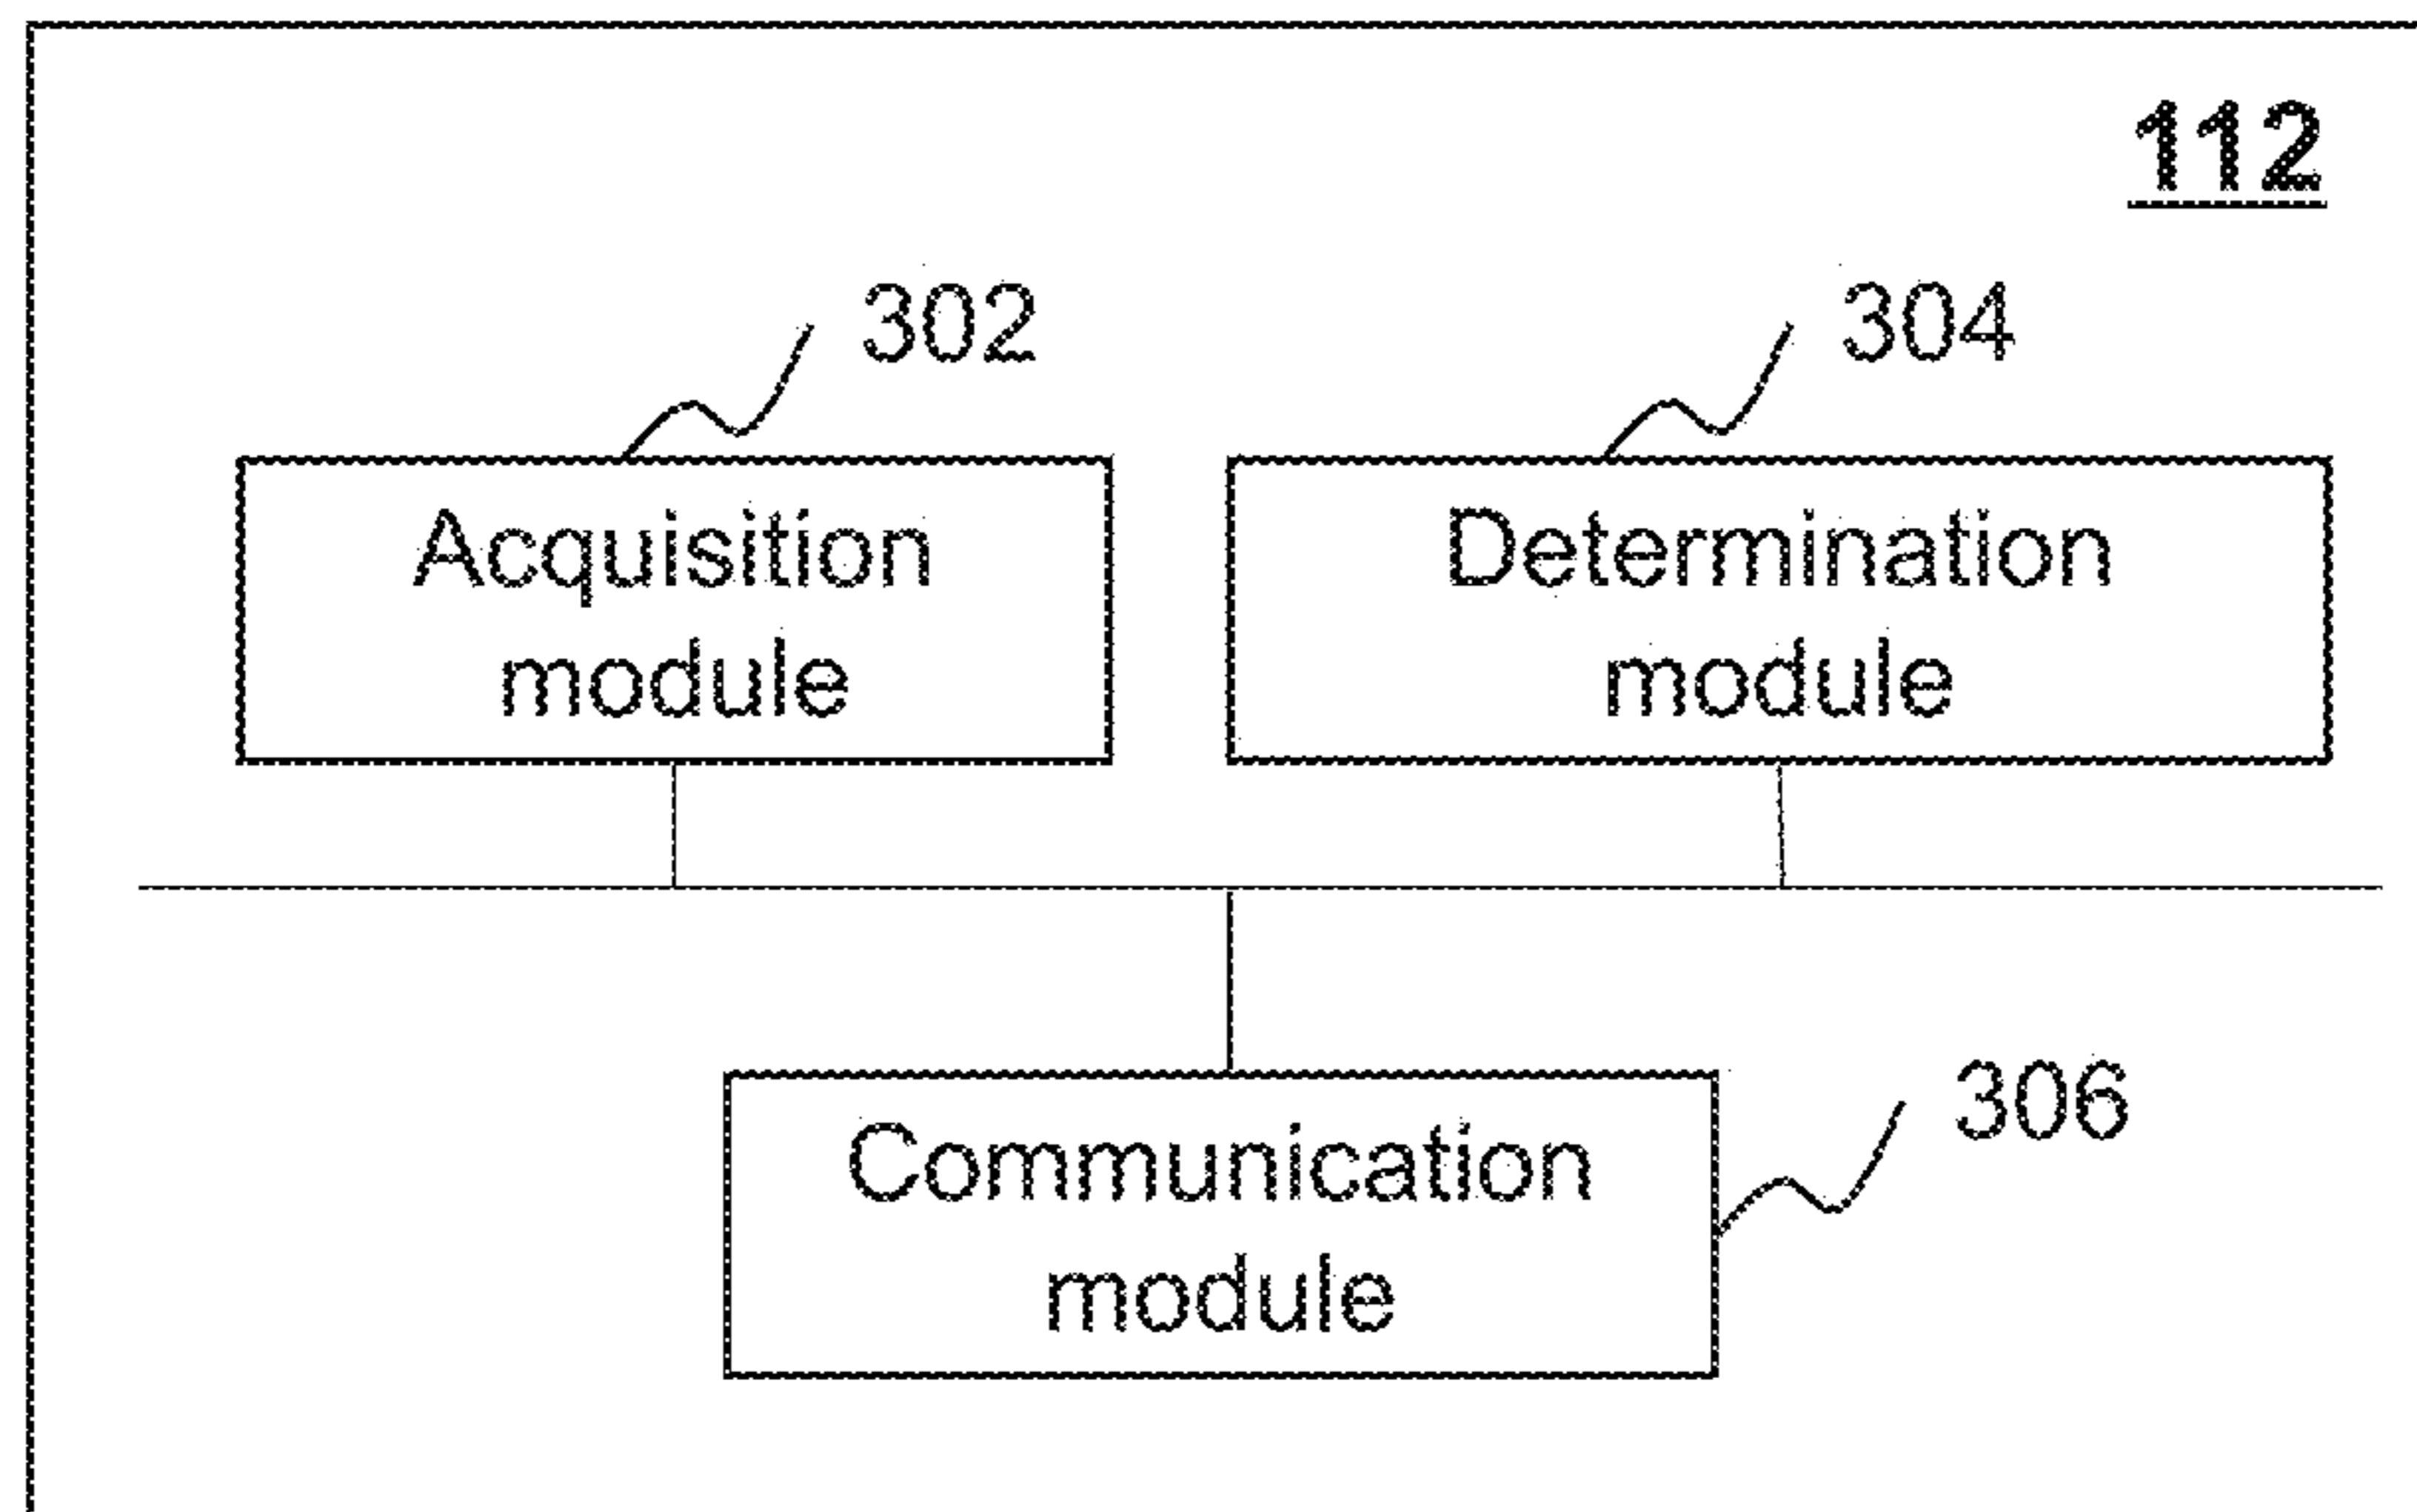 112
302
304
Acquisition
module
Determination
module
306
Communication
module